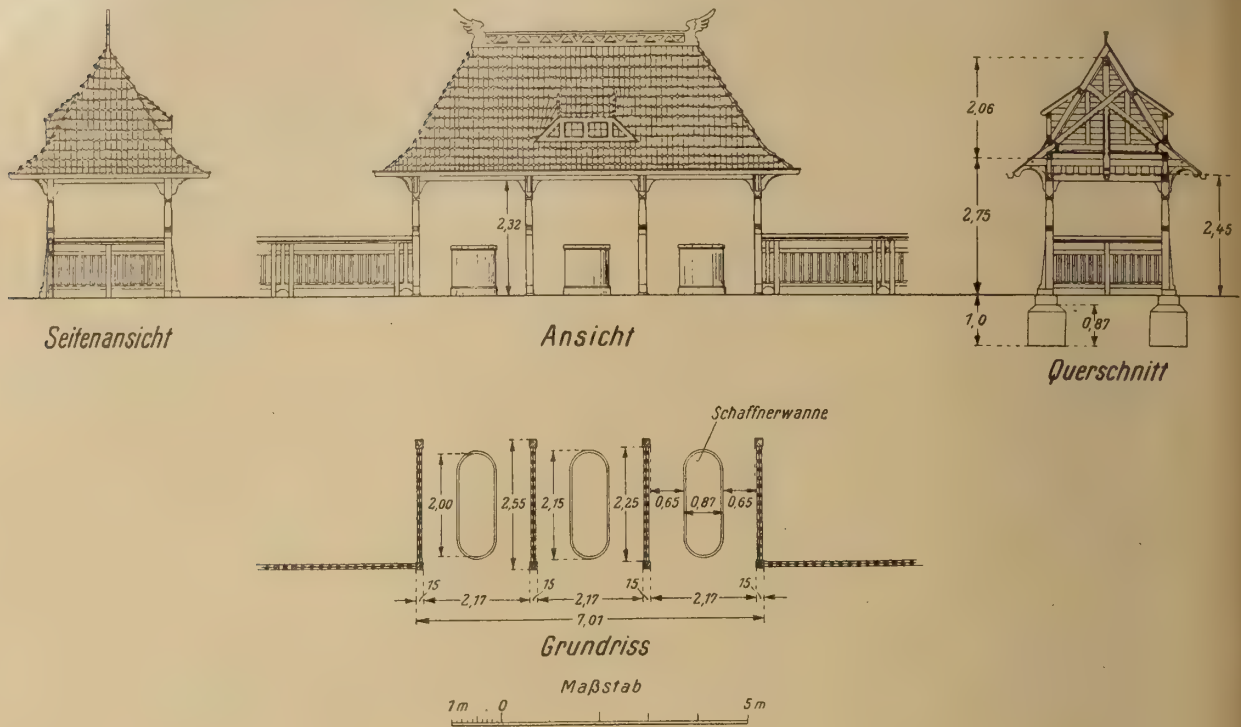 2,06
2,32
2,75
2,45
1,0
0,87
Seitenansicht
Ansicht
Querschnitt
Schaffnerwanne
2,00
2,55
2,15
2,25
0,65
0,87
0,65
15
15
15
15
2,17
2,17
2,17
7,01
Grundriss
Maßstab
1 m
0
5 m